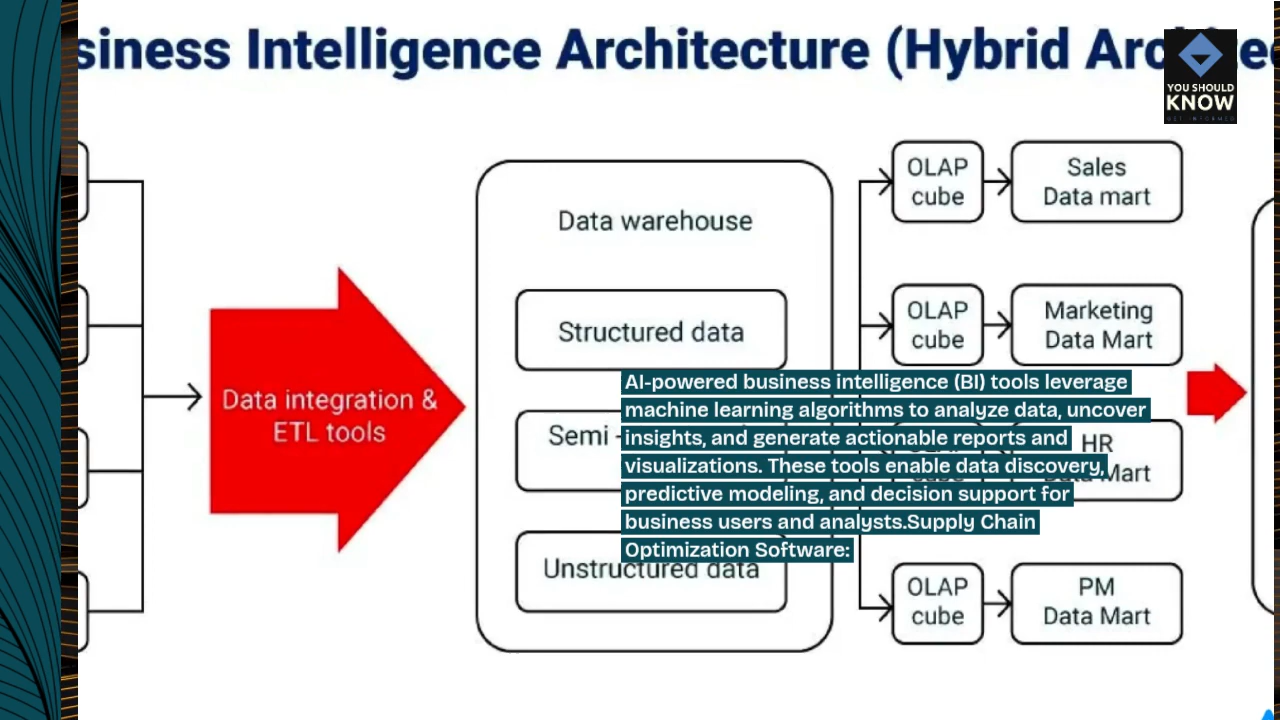 siness Intelligence Architecture (Hybrid Arc
YOU SHOULD
KNOW
GET INFORMED
OLAP
cube
Sales
Data mart
Data warehouse
OLAP
cube
Marketing
Data Mart
Structured data
Data integration &
ETL tools
Semi -
HR
Mart
AI-powered business intelligence (BI) tools leverage
machine learning algorithms to analyze data, uncover
insights, and generate actionable reports and
visualizations. These tools enable data discovery,
predictive modeling, and decision support for
business users and analysts.Supply Chain
Optimization Software:
Unstructured data
OLAP
cube
PM
Data Mart